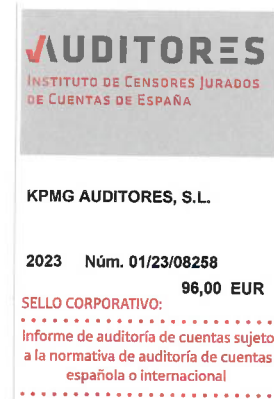 AUDITORES
INSTITUTO DE CENSORES JURADOS
DE CUENTAS DE ESPAÑA
KPMG AUDITORES, S.L.
2023 Núm. 01/23/08258
96,00 EUR
SELLO CORPORATIVO:
Informe de auditoría de cuentas sujeto
a la normativa de auditoría de cuentas
española o internacional